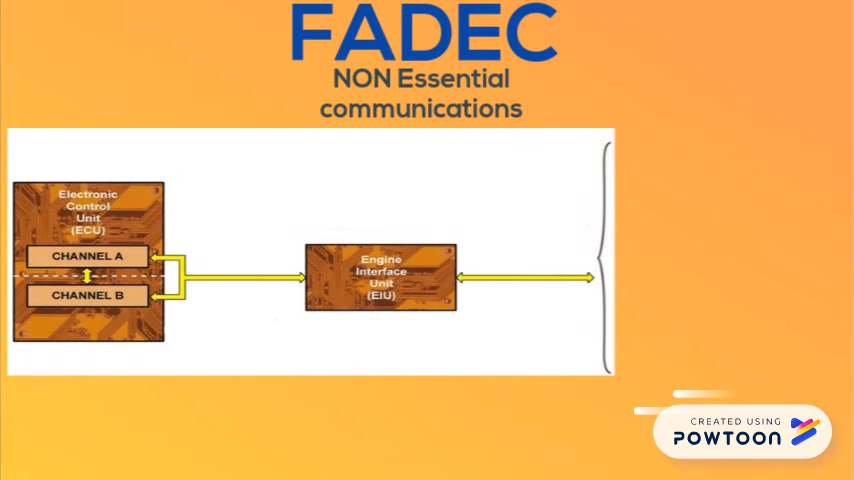 FADEC
NON Essential
communications
Electronic
Control
Unit
(ECU)
CHANNEL A
CHANNEL B
Engine
Interface
Unit
(EIU)
CREATED USING
POWTOON